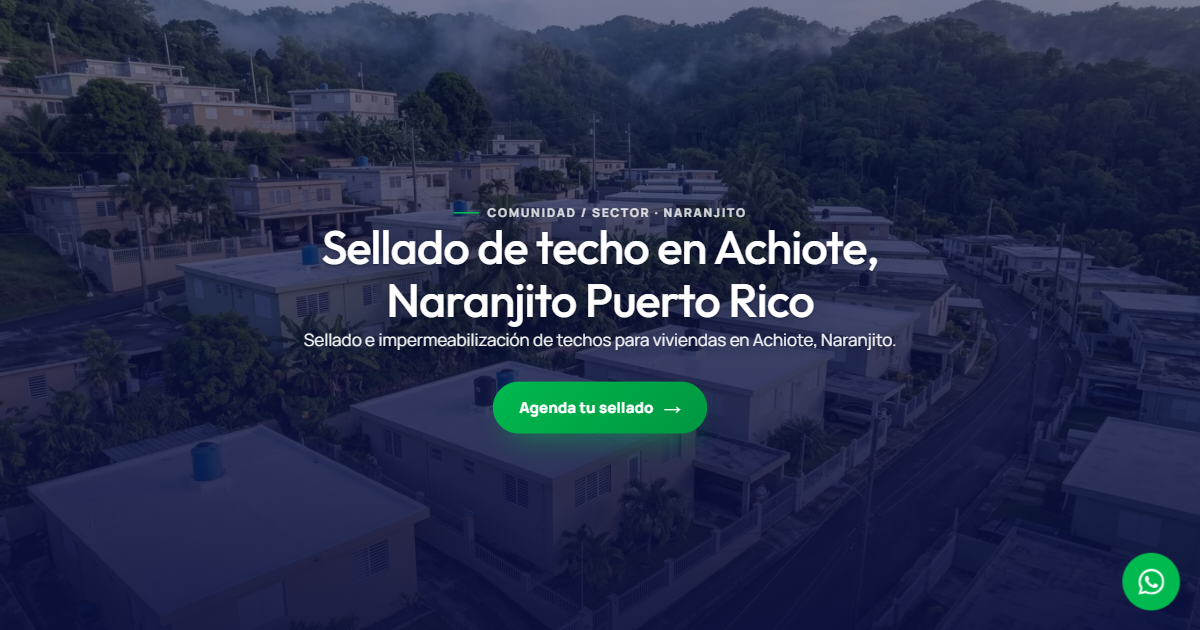 COMUNIDAD / SECTOR · NARANJITO
Sellado de techo en Achiote,
Naranjito Puerto Rico
Sellado e impermeabilización de techos para viviendas en Achiote, Naranjito.
Agenda tu sellado →